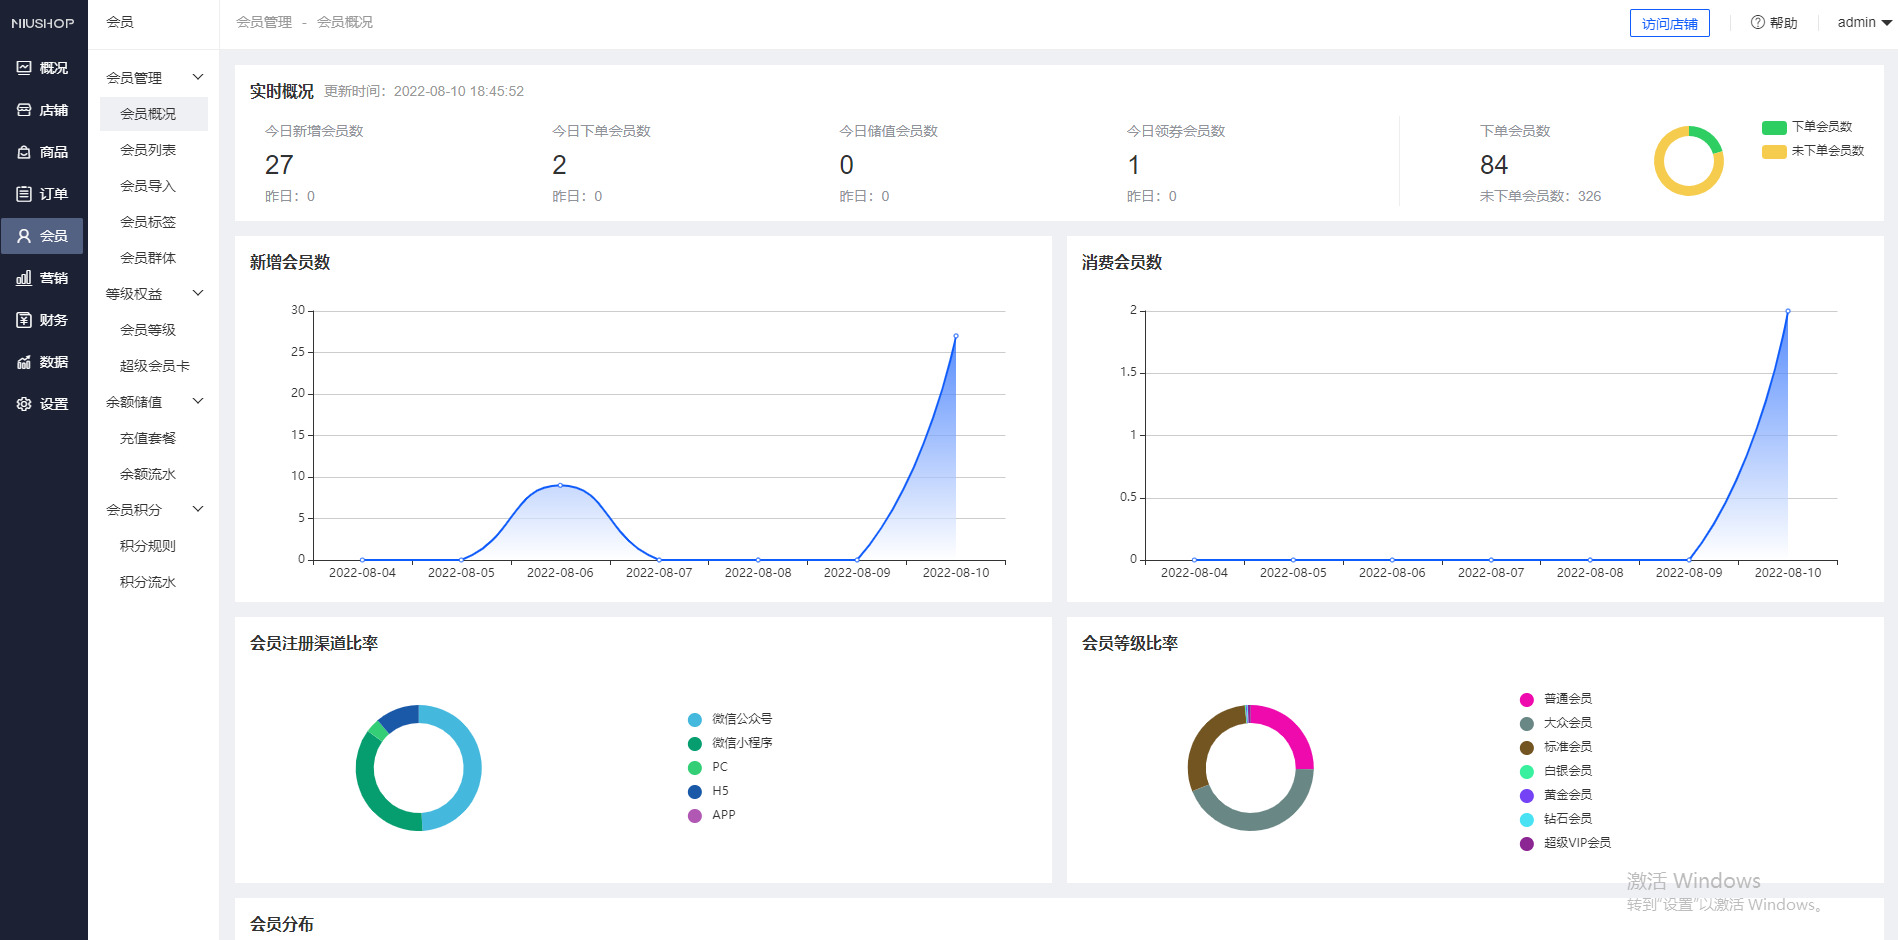 NIUSHOP
概况
店铺
商品
订单
会员
营销
财务
数据
设置
会员
会员管理
会员概况
会员列表
会员导入
会员标签
会员群体
等级权益
会员等级
超级会员卡
余额储值
充值套餐
余额流水
会员积分
积分规则
积分流水
会员管理 - 会员概况
访问店铺
帮助
admin
实时概况 更新时间：2022-08-10 18:45:52
今日新增会员数
27
昨日：0
今日下单会员数
2
昨日：0
今日储值会员数
0
昨日：0
今日领券会员数
1
昨日：0
下单会员数
84
未下单会员数：326
下单会员数
未下单会员数
新增会员数
30
25
20
15
10
5
0
2022-08-04 2022-08-05 2022-08-06 2022-08-07 2022-08-08 2022-08-09 2022-08-10
消费会员数
2
1.5
1
0.5
0
2022-08-04 2022-08-05 2022-08-06 2022-08-07 2022-08-08 2022-08-09 2022-08-10
会员注册渠道比率
微信公众号
微信小程序
PC
H5
APP
会员等级比率
普通会员
大众会员
标准会员
白银会员
黄金会员
钻石会员
超级VIP会员
会员分布
激活 Windows
转到"设置"以激活 Windows。